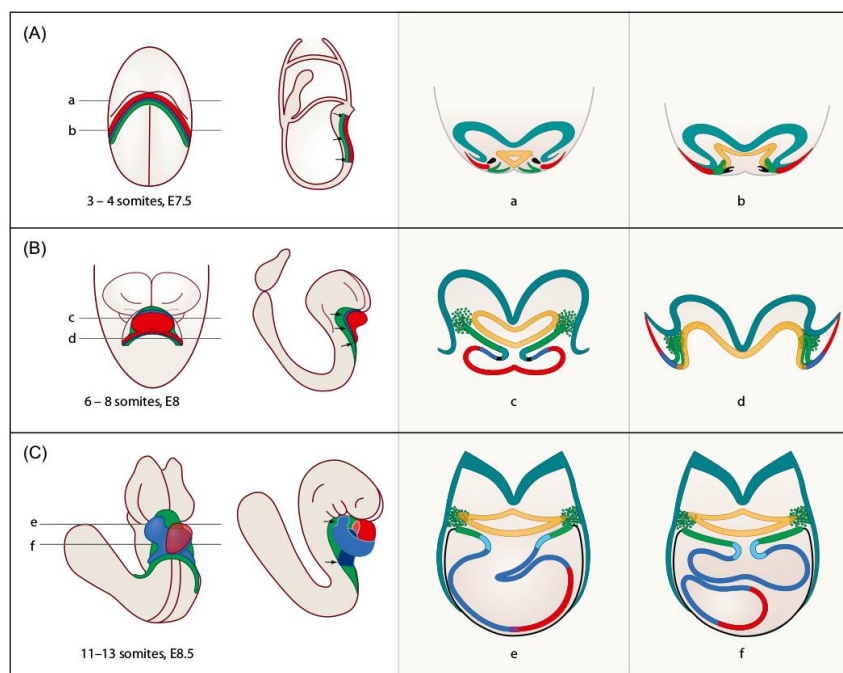 (A)
a
b
3 – 4 somites, E7.5
a
b
(B)
c
d
6 – 8 somites, E8
c
d
(C)
e
f
11–13 somites, E8.5
e
f